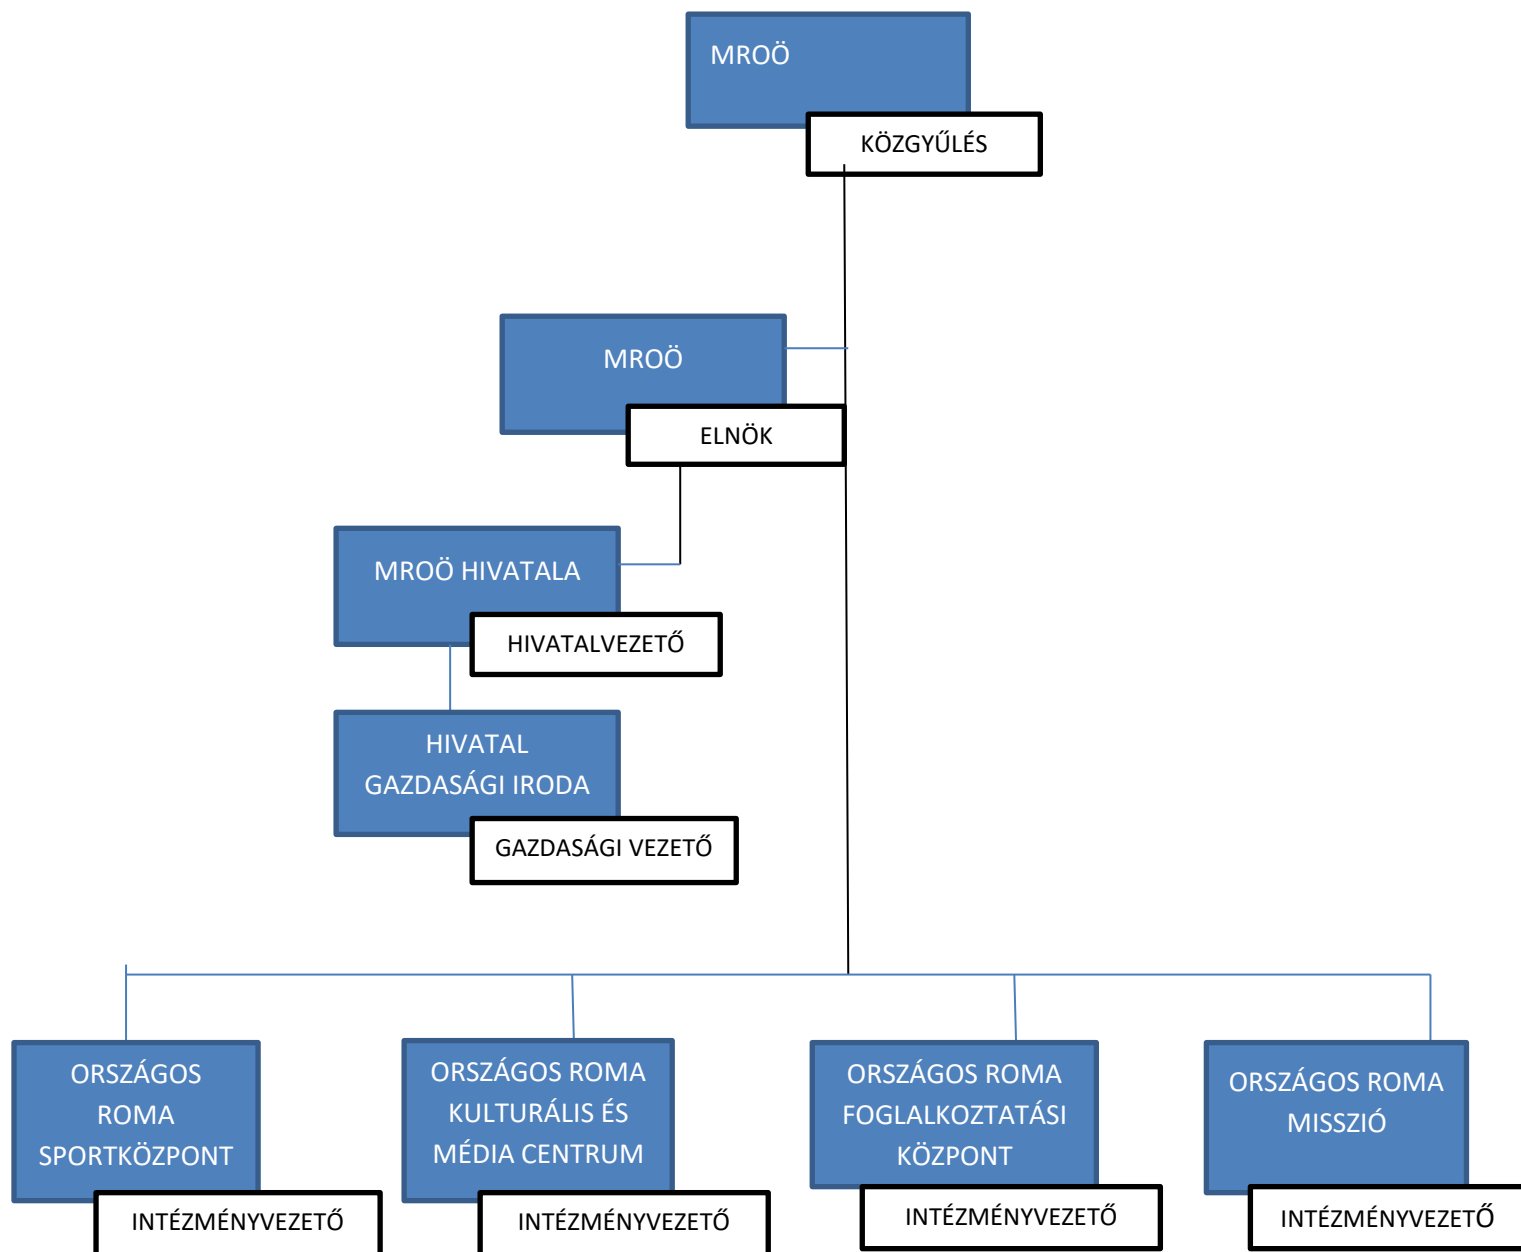 MROÖ
KÖZGYŰLÉS
MROÖ
ELNÖK
MROÖ HIVATALA
HIVATALVEZETŐ
HIVATAL
GAZDASÁGI IRODA
GAZDASÁGI VEZETŐ
ORSZÁGOS
ROMA
SPORTKÖZPONT
INTÉZMÉNYVEZETŐ
ORSZÁGOS ROMA
KULTURÁLIS ÉS
MÉDIA CENTRUM
INTÉZMÉNYVEZETŐ
ORSZÁGOS ROMA
FOGLALKOZTATÁSI
KÖZPONT
INTÉZMÉNYVEZETŐ
ORSZÁGOS ROMA
MISSZIÓ
INTÉZMÉNYVEZETŐ